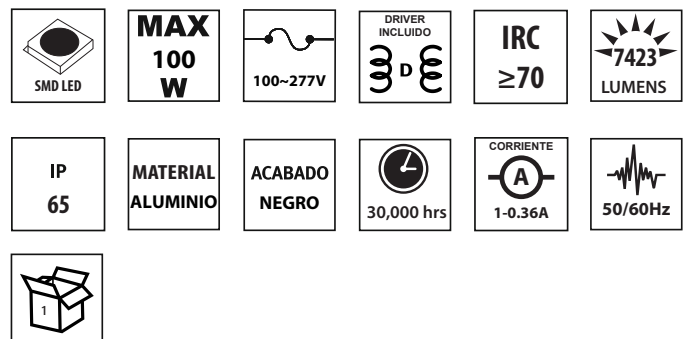 SMD LED
MAX
100
W
100~277V
DRIVER
INCLUIDO
D
IRC
≥70
7423
LUMENS
IP
65
MATERIAL
ALUMINIO
ACABADO
NEGRO
30,000 hrs
CORRIENTE
A
1-0.36A
50/60Hz
1